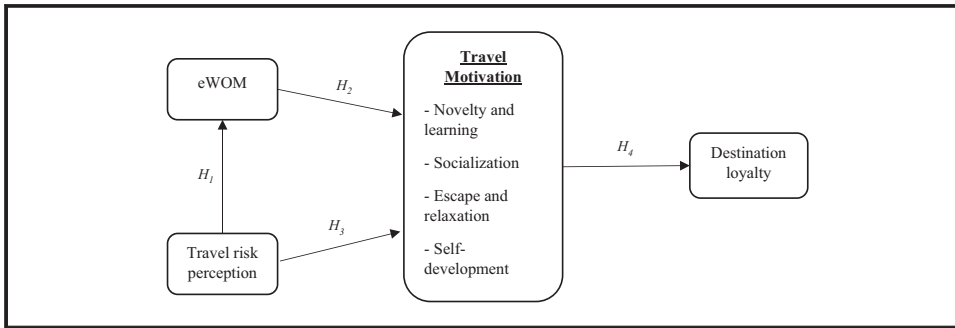 eWOM
H1
Travel risk
perception
H2
H3
Travel
Motivation
- Novelty and
learning
- Socialization
- Escape and
relaxation
- Self-
development
H4
Destination
loyalty